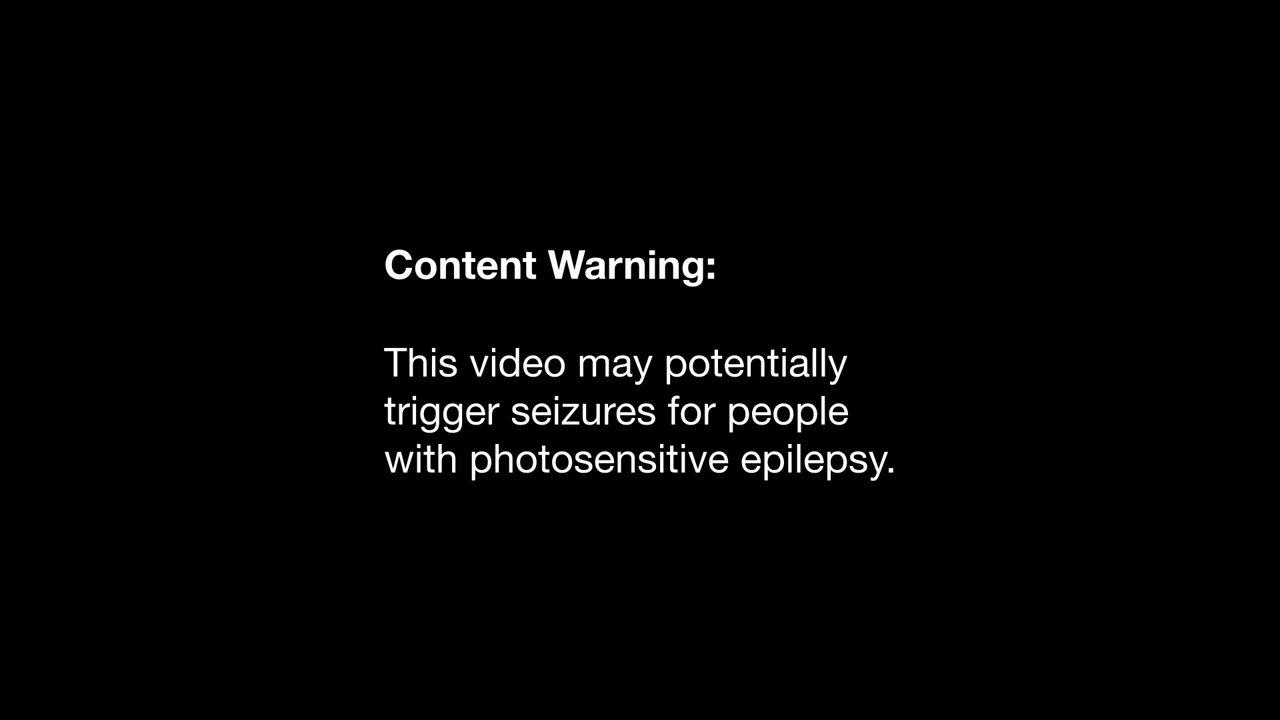 Content Warning:
This video may potentially
trigger seizures for people
with photosensitive epilepsy.